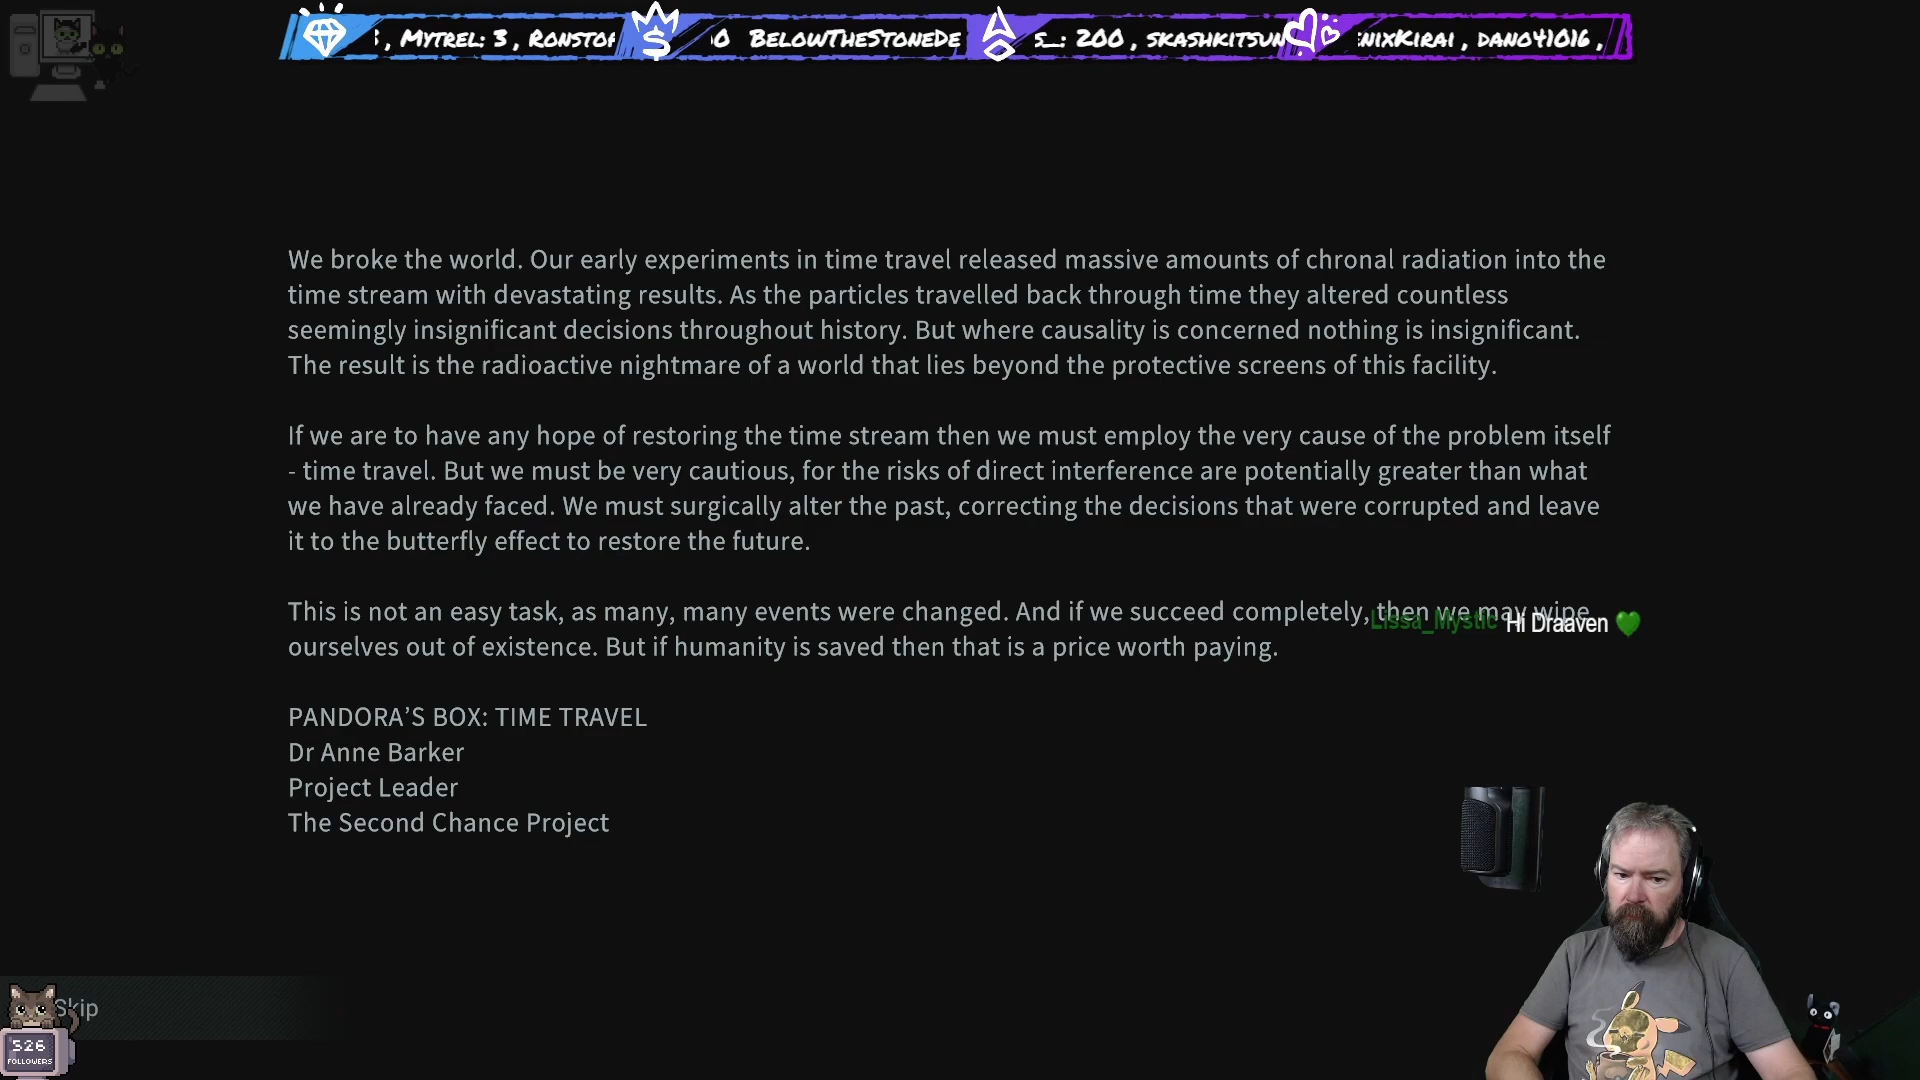 , Mytrel: 3 , Ronstof
0 BelowTheStoneDe
s_: 200 , skashkitsun
enixKirai , dano41016 ,
We broke the world. Our early experiments in time travel released massive amounts of chronal radiation into the
time stream with devastating results. As the particles travelled back through time they altered countless
seemingly insignificant decisions throughout history. But where causality is concerned nothing is insignificant.
The result is the radioactive nightmare of a world that lies beyond the protective screens of this facility.
If we are to have any hope of restoring the time stream then we must employ the very cause of the problem itself
- time travel. But we must be very cautious, for the risks of direct interference are potentially greater than what
we have already faced. We must surgically alter the past, correcting the decisions that were corrupted and leave
it to the butterfly effect to restore the future.
This is not an easy task, as many, many events were changed. And if we succeed completely, then we may wipe
Lissa_Mystic Hi Draaven 💚
ourselves out of existence. But if humanity is saved then that is a price worth paying.
PANDORA’S BOX: TIME TRAVEL
Dr Anne Barker
Project Leader
The Second Chance Project
Skip
326
FOLLOWERS